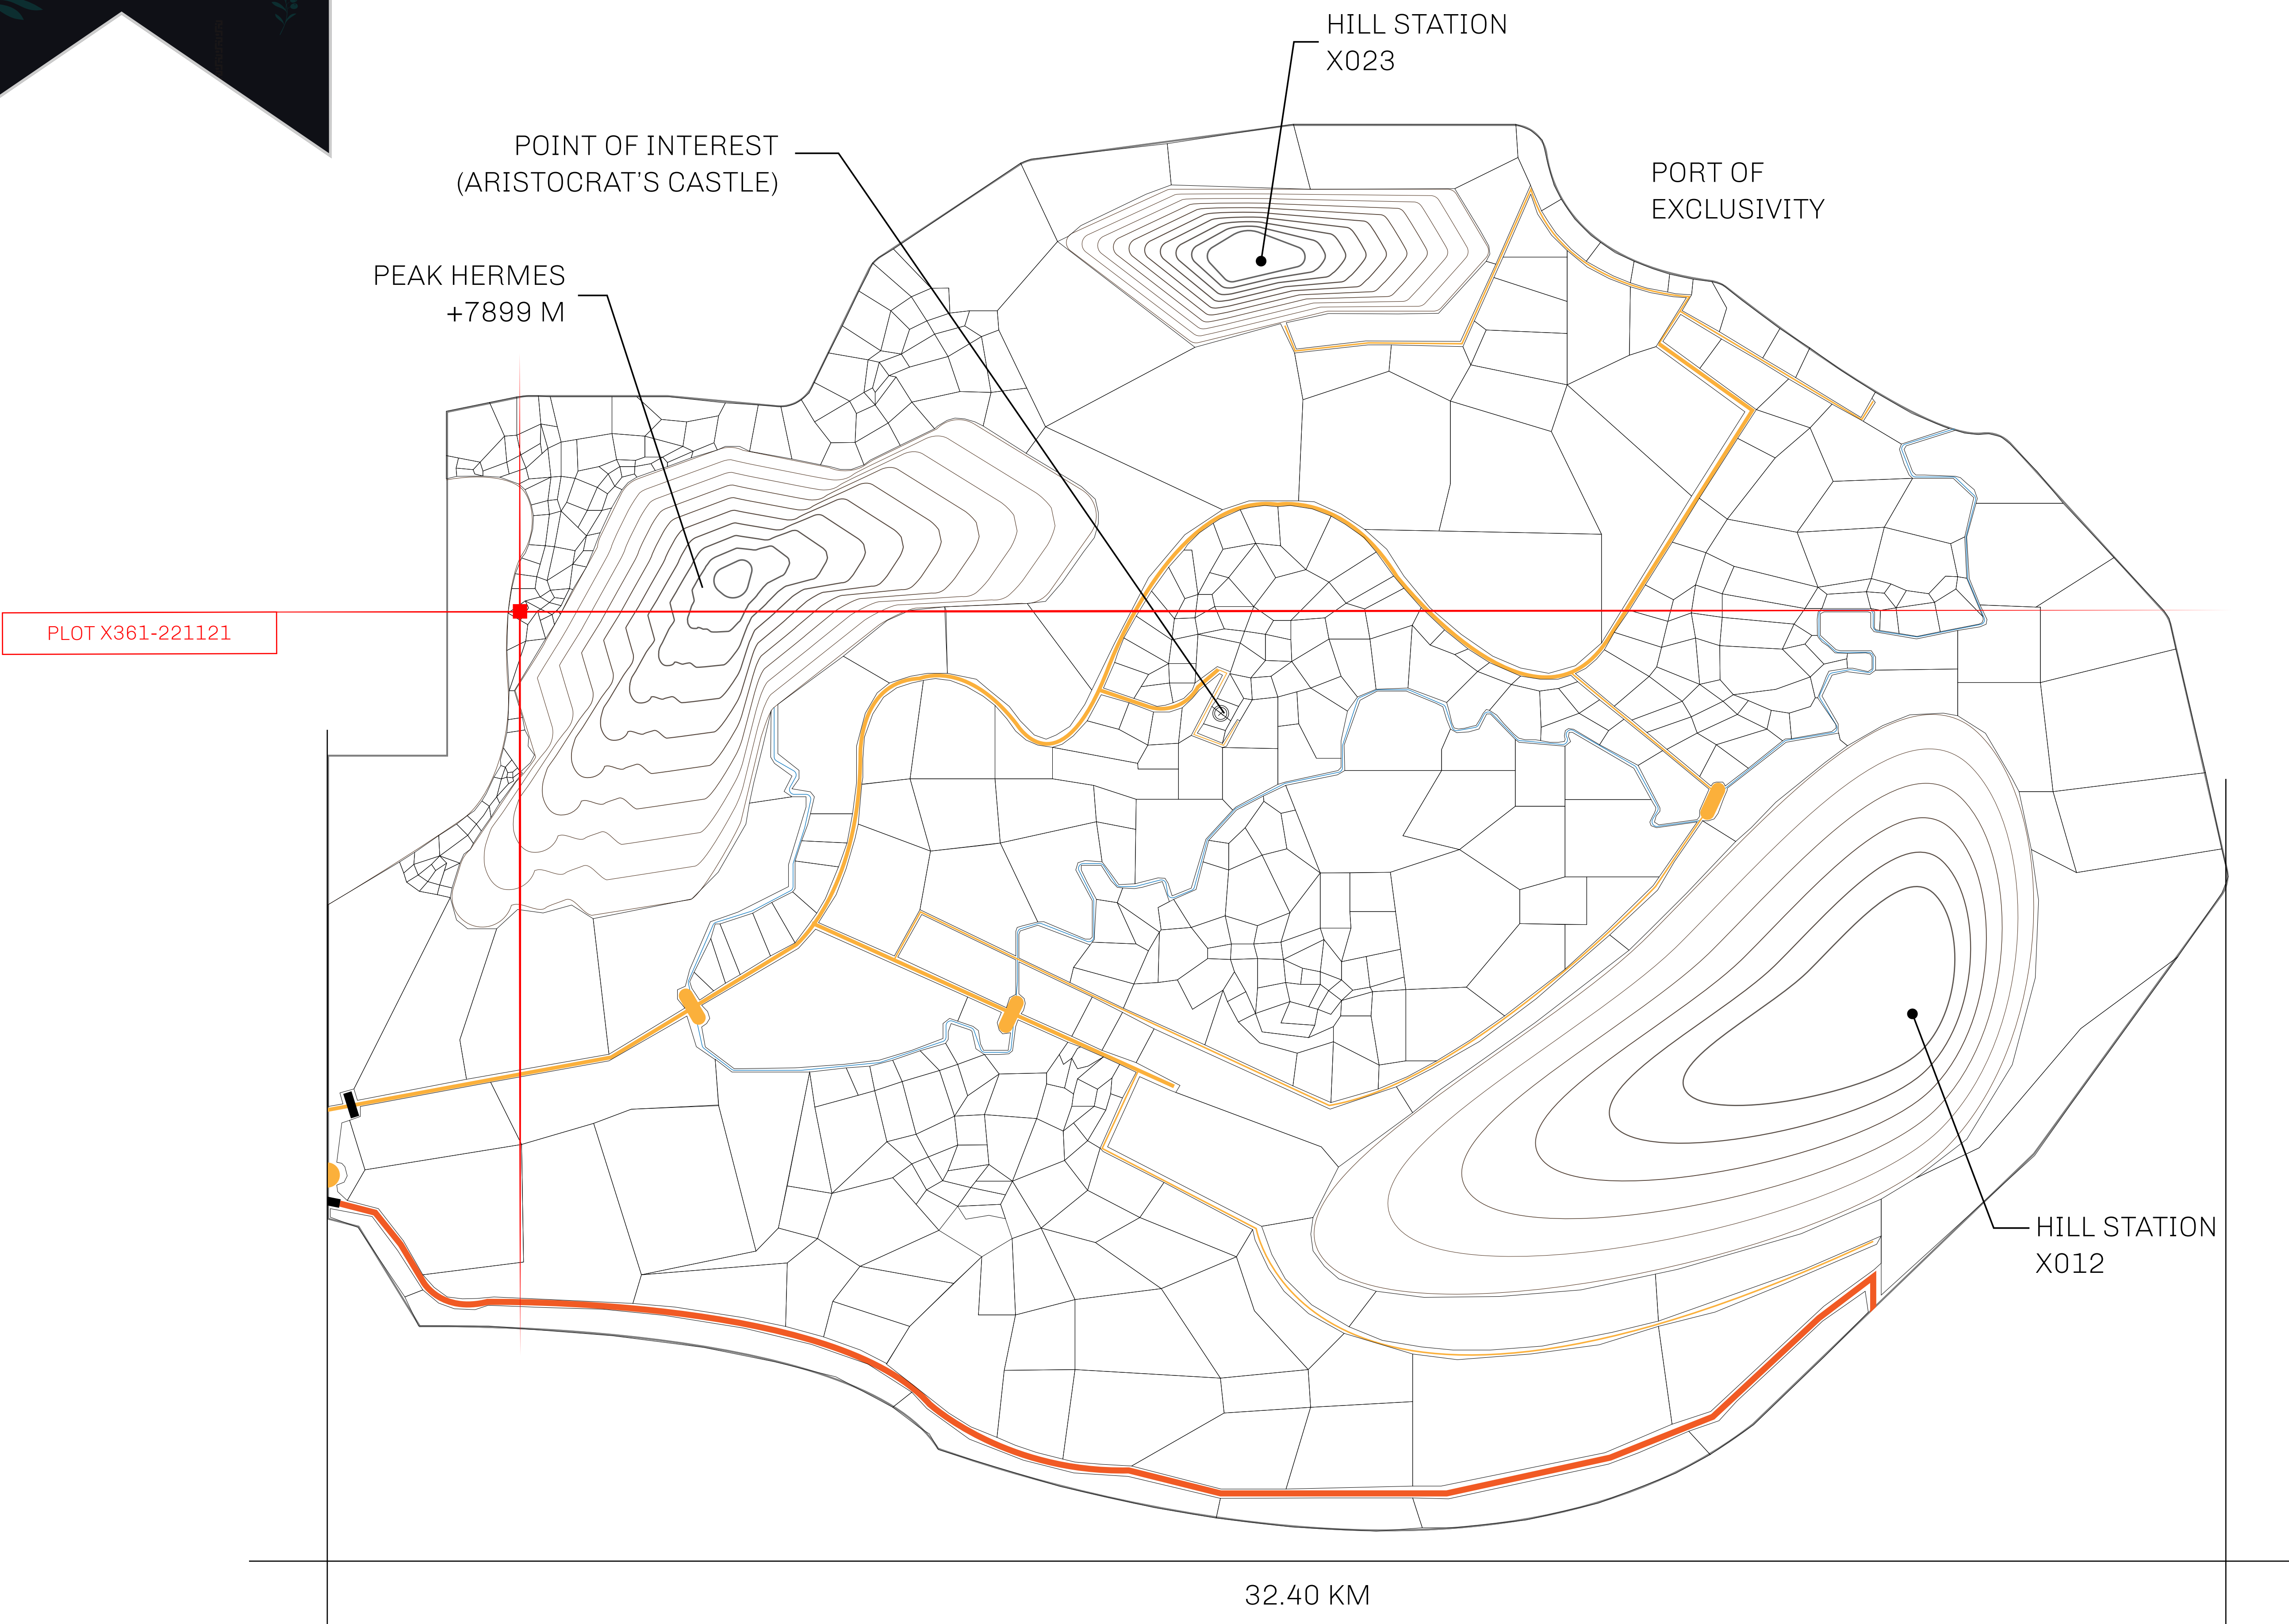 HILL STATION
X023
POINT OF INTEREST
(ARISTOCRAT'S CASTLE)
PORT OF
EXCLUSIVITY
PEAK HERMES
+7899 M
PLOT X361-221121
HILL STATION
X012
32.40 KM